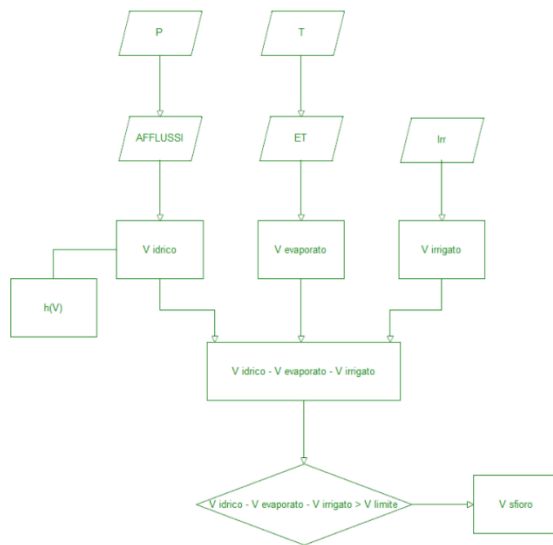 P
T
AFFLUSSI
ET
Irr
V idrico
V evaporato
V irrigato
h(V)
V idrico - V evaporato - V irrigato
V idrico - V evaporato - V irrigato > V limite
V sfioro